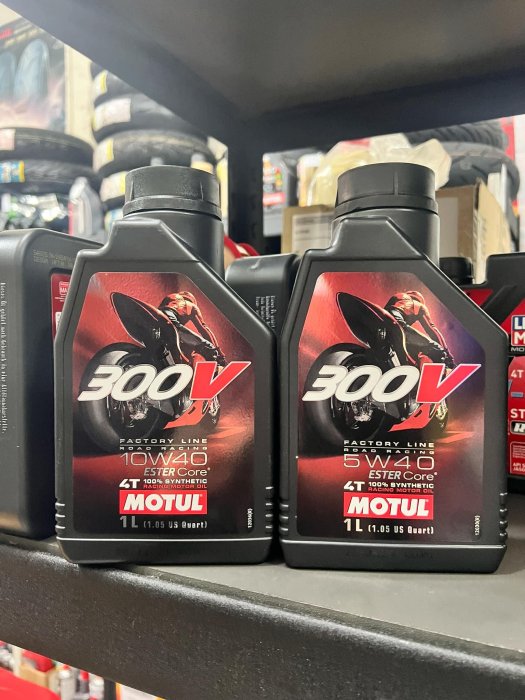 300V
FACTORY LINE
ROAD RACING
10W40
ESTER Core®
4T 100% SYNTHETIC
RACING MOTOR OIL
MOTUL
1L (1.05 US Quart)
300V
FACTORY LINE
ROAD RACING
5W40
ESTER Core®
4T 100% SYNTHETIC
RACING MOTOR OIL
MOTUL
1L (1.05 US Quart)
4T
ST